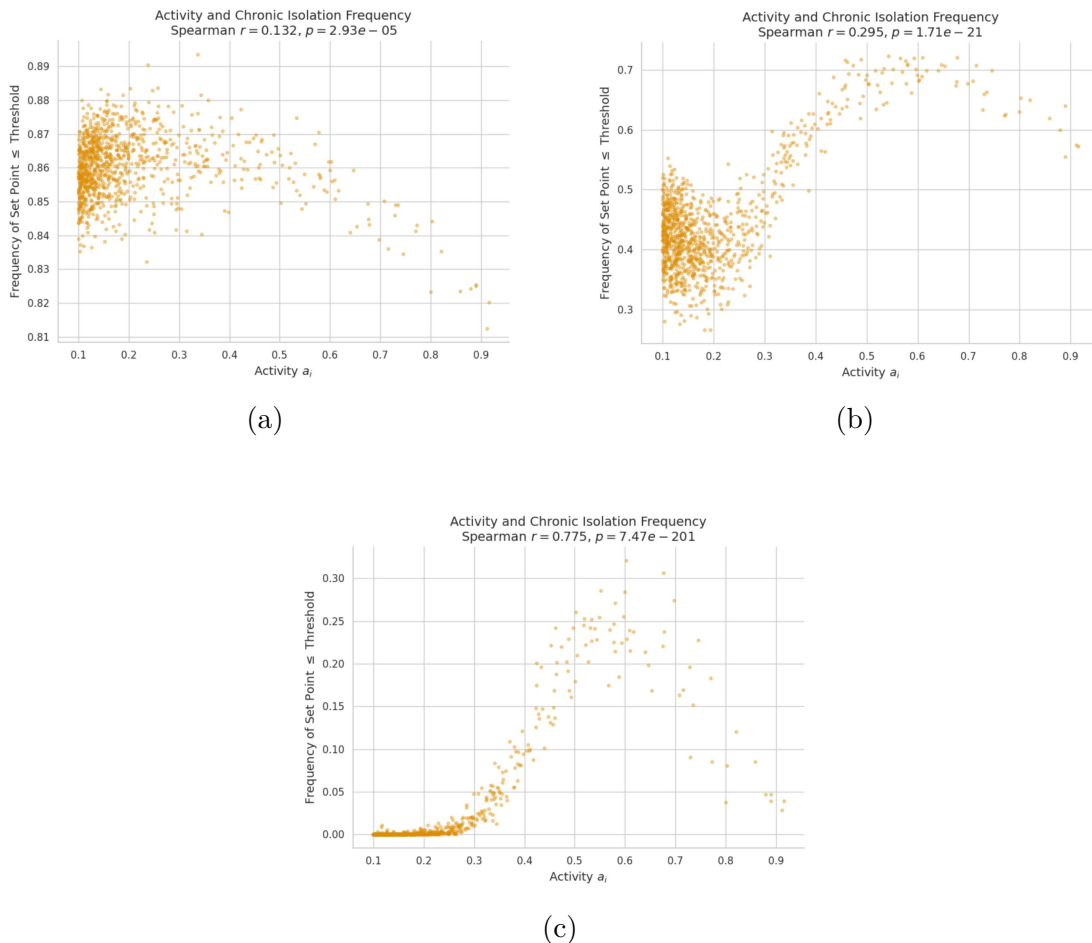 Activity and Chronic Isolation Frequency
Spearman r = 0.132, p = 2.93e − 05
Frequency of Set Point ≤ Threshold
0.89
0.88
0.87
0.86
0.85
0.84
0.83
0.82
0.81
0.1 0.2 0.3 0.4 0.5 0.6 0.7 0.8 0.9
Activity a_i
(a)
Activity and Chronic Isolation Frequency
Spearman r = 0.295, p = 1.71e − 21
Frequency of Set Point ≤ Threshold
0.7
0.6
0.5
0.4
0.3
0.1 0.2 0.3 0.4 0.5 0.6 0.7 0.8 0.9
Activity a_i
(b)
Activity and Chronic Isolation Frequency
Spearman r = 0.775, p = 7.47e − 201
Frequency of Set Point ≤ Threshold
0.30
0.25
0.20
0.15
0.10
0.05
0.00
0.1 0.2 0.3 0.4 0.5 0.6 0.7 0.8 0.9
Activity a_i
(c)